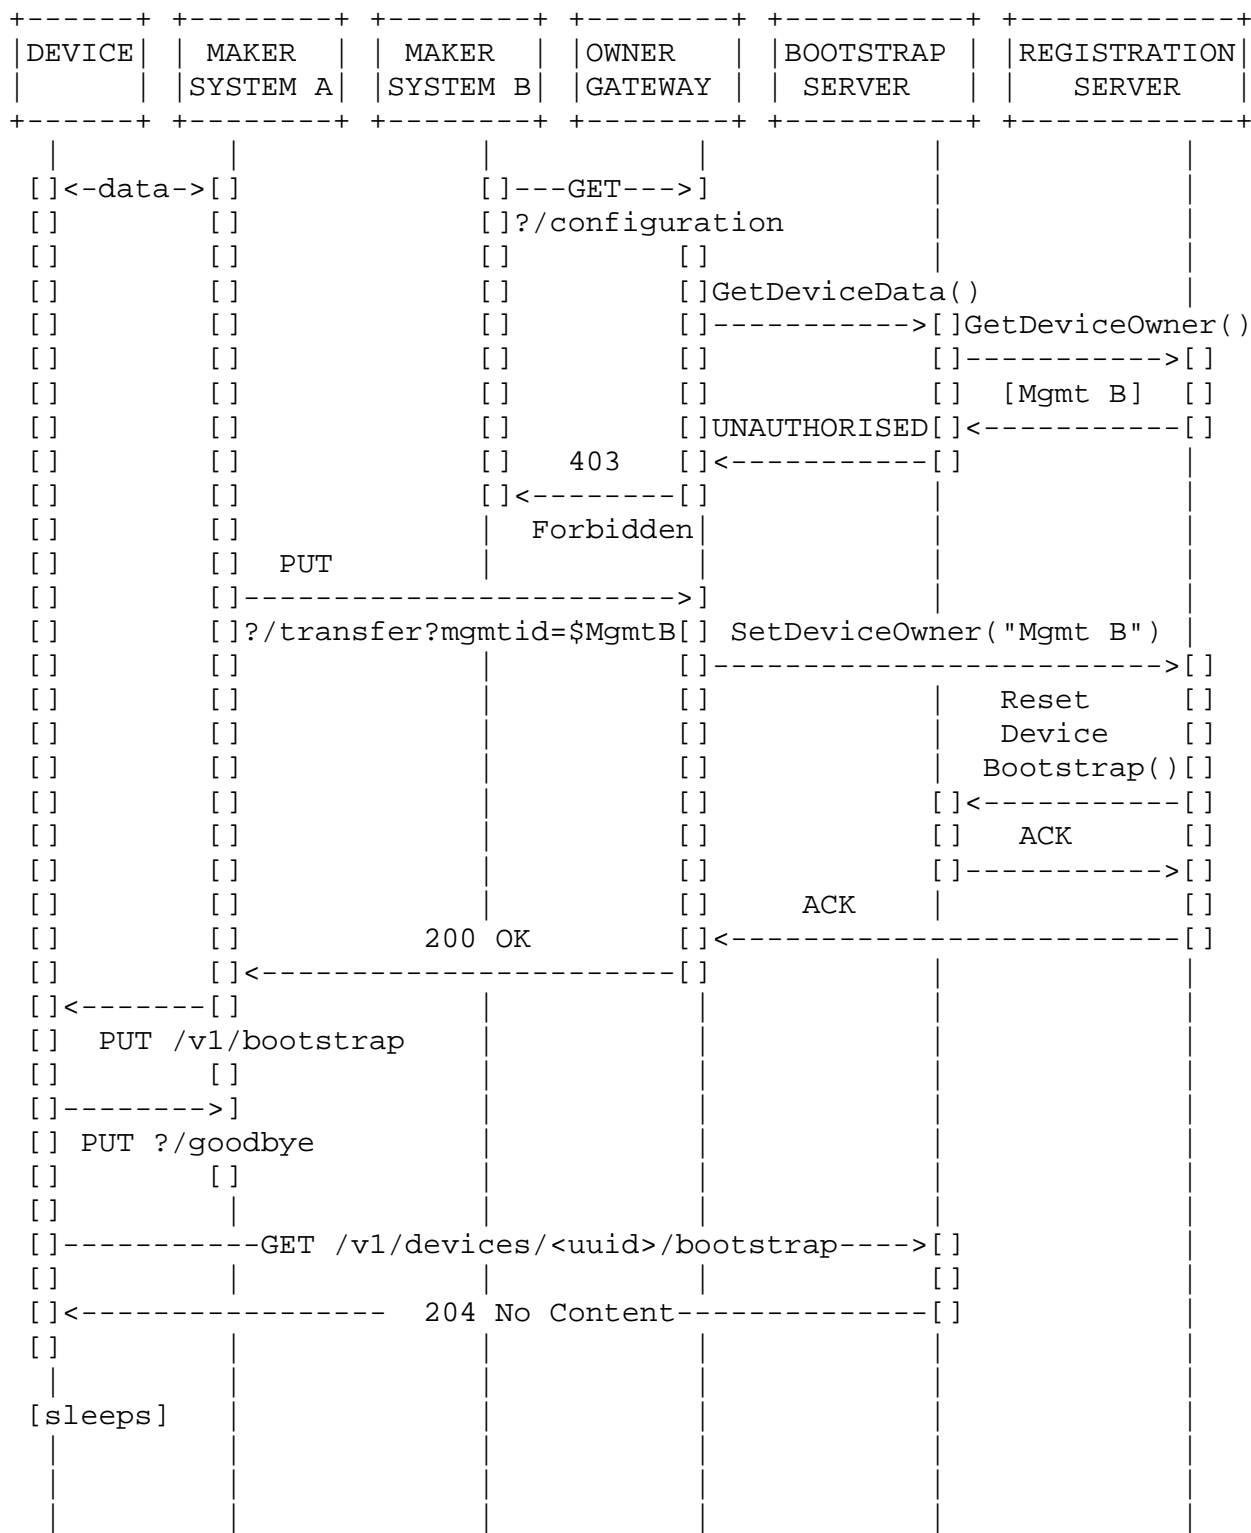 +------+ +--------+ +--------+ +--------+ +----------+ +------------+
|DEVICE| | MAKER  | | MAKER  | |OWNER   | |BOOTSTRAP | |REGISTRATION|
|      | |SYSTEM A| |SYSTEM B| |GATEWAY | | SERVER   | |   SERVER   |
+------+ +--------+ +--------+ +--------+ +----------+ +------------+
  |         |             |           |            |             |
 []<-data->[]             []---GET--->]            |             |
 []        []             []?/configuration        |             |
 []        []             []         []            |             |
 []        []             []         []GetDeviceData()           |
 []        []             []         []----------->[]GetDeviceOwner()
 []        []             []         []            []----------->[]
 []        []             []         []            []  [Mgmt B]  []
 []        []             []         []UNAUTHORISED[]<-----------[]
 []        []             []   403   []<-----------[]            |
 []        []             []<--------[]            |             |
 []        []             |  Forbidden|            |             |
 []        []  PUT        |           |            |             |
 []        []------------------------>]            |             |
 []        []?/transfer?mgmtid=$MgmtB[] SetDeviceOwner("Mgmt B") |
 []        []             |          []------------------------->[]
 []        []             |          []            |   Reset     []
 []        []             |          []            |   Device    []
 []        []             |          []            |  Bootstrap()[]
 []        []             |          []            []<-----------[]
 []        []             |          []            []   ACK      []
 []        []             |          []            []----------->[]
 []        []             |          []     ACK    |             []
 []        []          200 OK        []<-------------------------[]
 []        []<-----------------------[]            |             |
 []<-------[]             |           |            |             |
 []  PUT /v1/bootstrap    |           |            |             |
 []        []             |           |            |             |
 []-------->]             |           |            |             |
 [] PUT ?/goodbye         |           |            |             |
 []        []             |           |            |             |
 []         |             |           |            |             |
 []-----------GET /v1/devices/<uuid>/bootstrap---->[]            |
 []         |             |           |            []            |
 []<-----------------  204 No Content--------------[]            |
 []         |             |           |            |             |
  |         |             |           |            |             |
 [sleeps]   |             |           |            |             |
  |         |             |           |            |             |
  |         |             |           |            |             |
  |         |             |           |            |             |